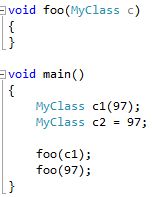 void foo(MyClass c)
{
}
void main()
{
MyClass c1(97);
MyClass c2 = 97;
foo(c1);
foo(97);
}